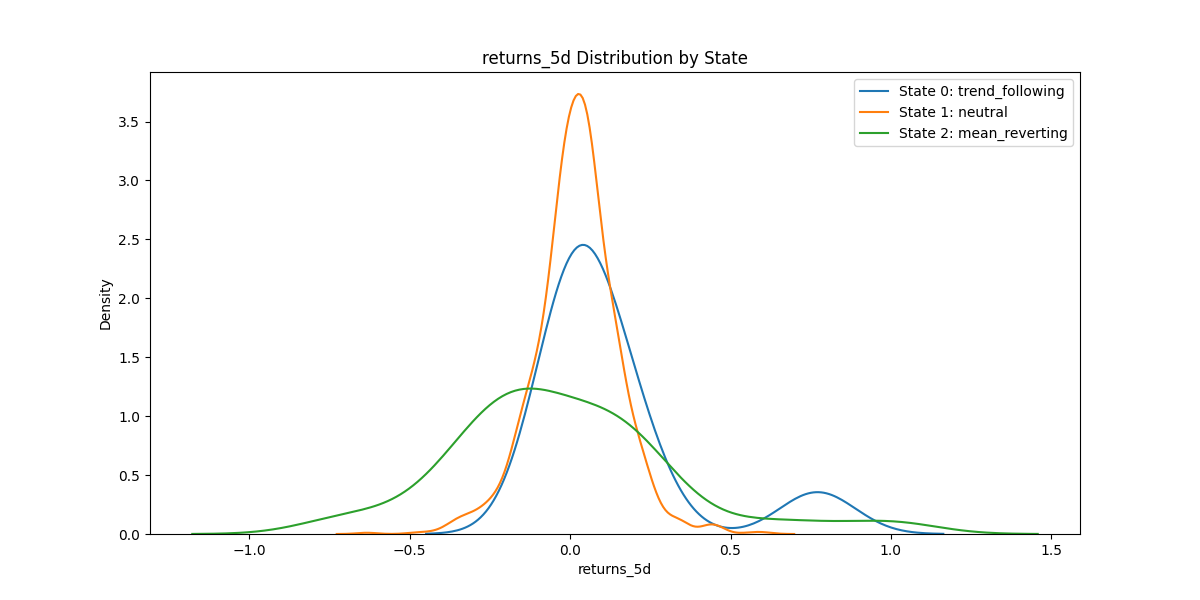 returns_5d Distribution by State
State 0: trend_following
State 1: neutral
State 2: mean_reverting
Density
3.5
3.0
2.5
2.0
1.5
1.0
0.5
0.0
−1.0 −0.5 0.0 0.5 1.0 1.5
returns_5d